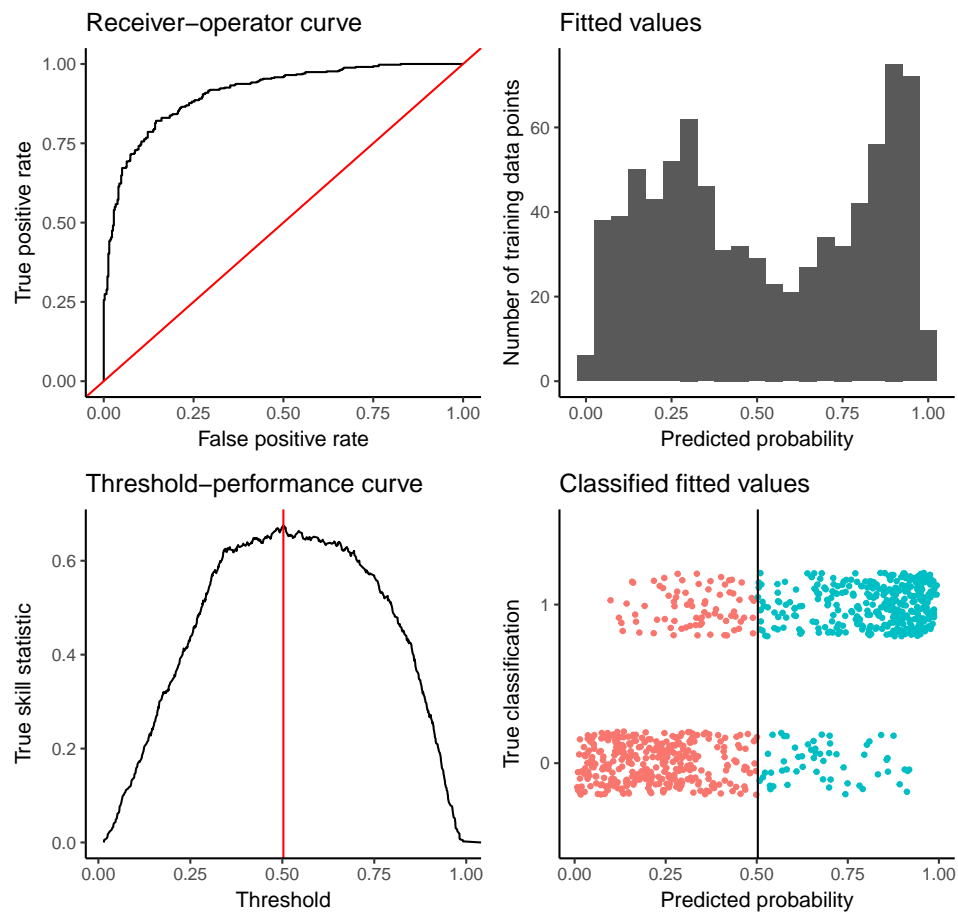 Receiver−operator curve
True positive rate
1.00
0.75
0.50
0.25
0.00
0.00 0.25 0.50 0.75 1.00
False positive rate
Fitted values
Number of training data points
60
40
20
0
0.00 0.25 0.50 0.75 1.00
Predicted probability
Threshold−performance curve
True skill statistic
0.6
0.4
0.2
0.0
0.00 0.25 0.50 0.75 1.00
Threshold
Classified fitted values
True classification
1
0
0.00 0.25 0.50 0.75 1.00
Predicted probability